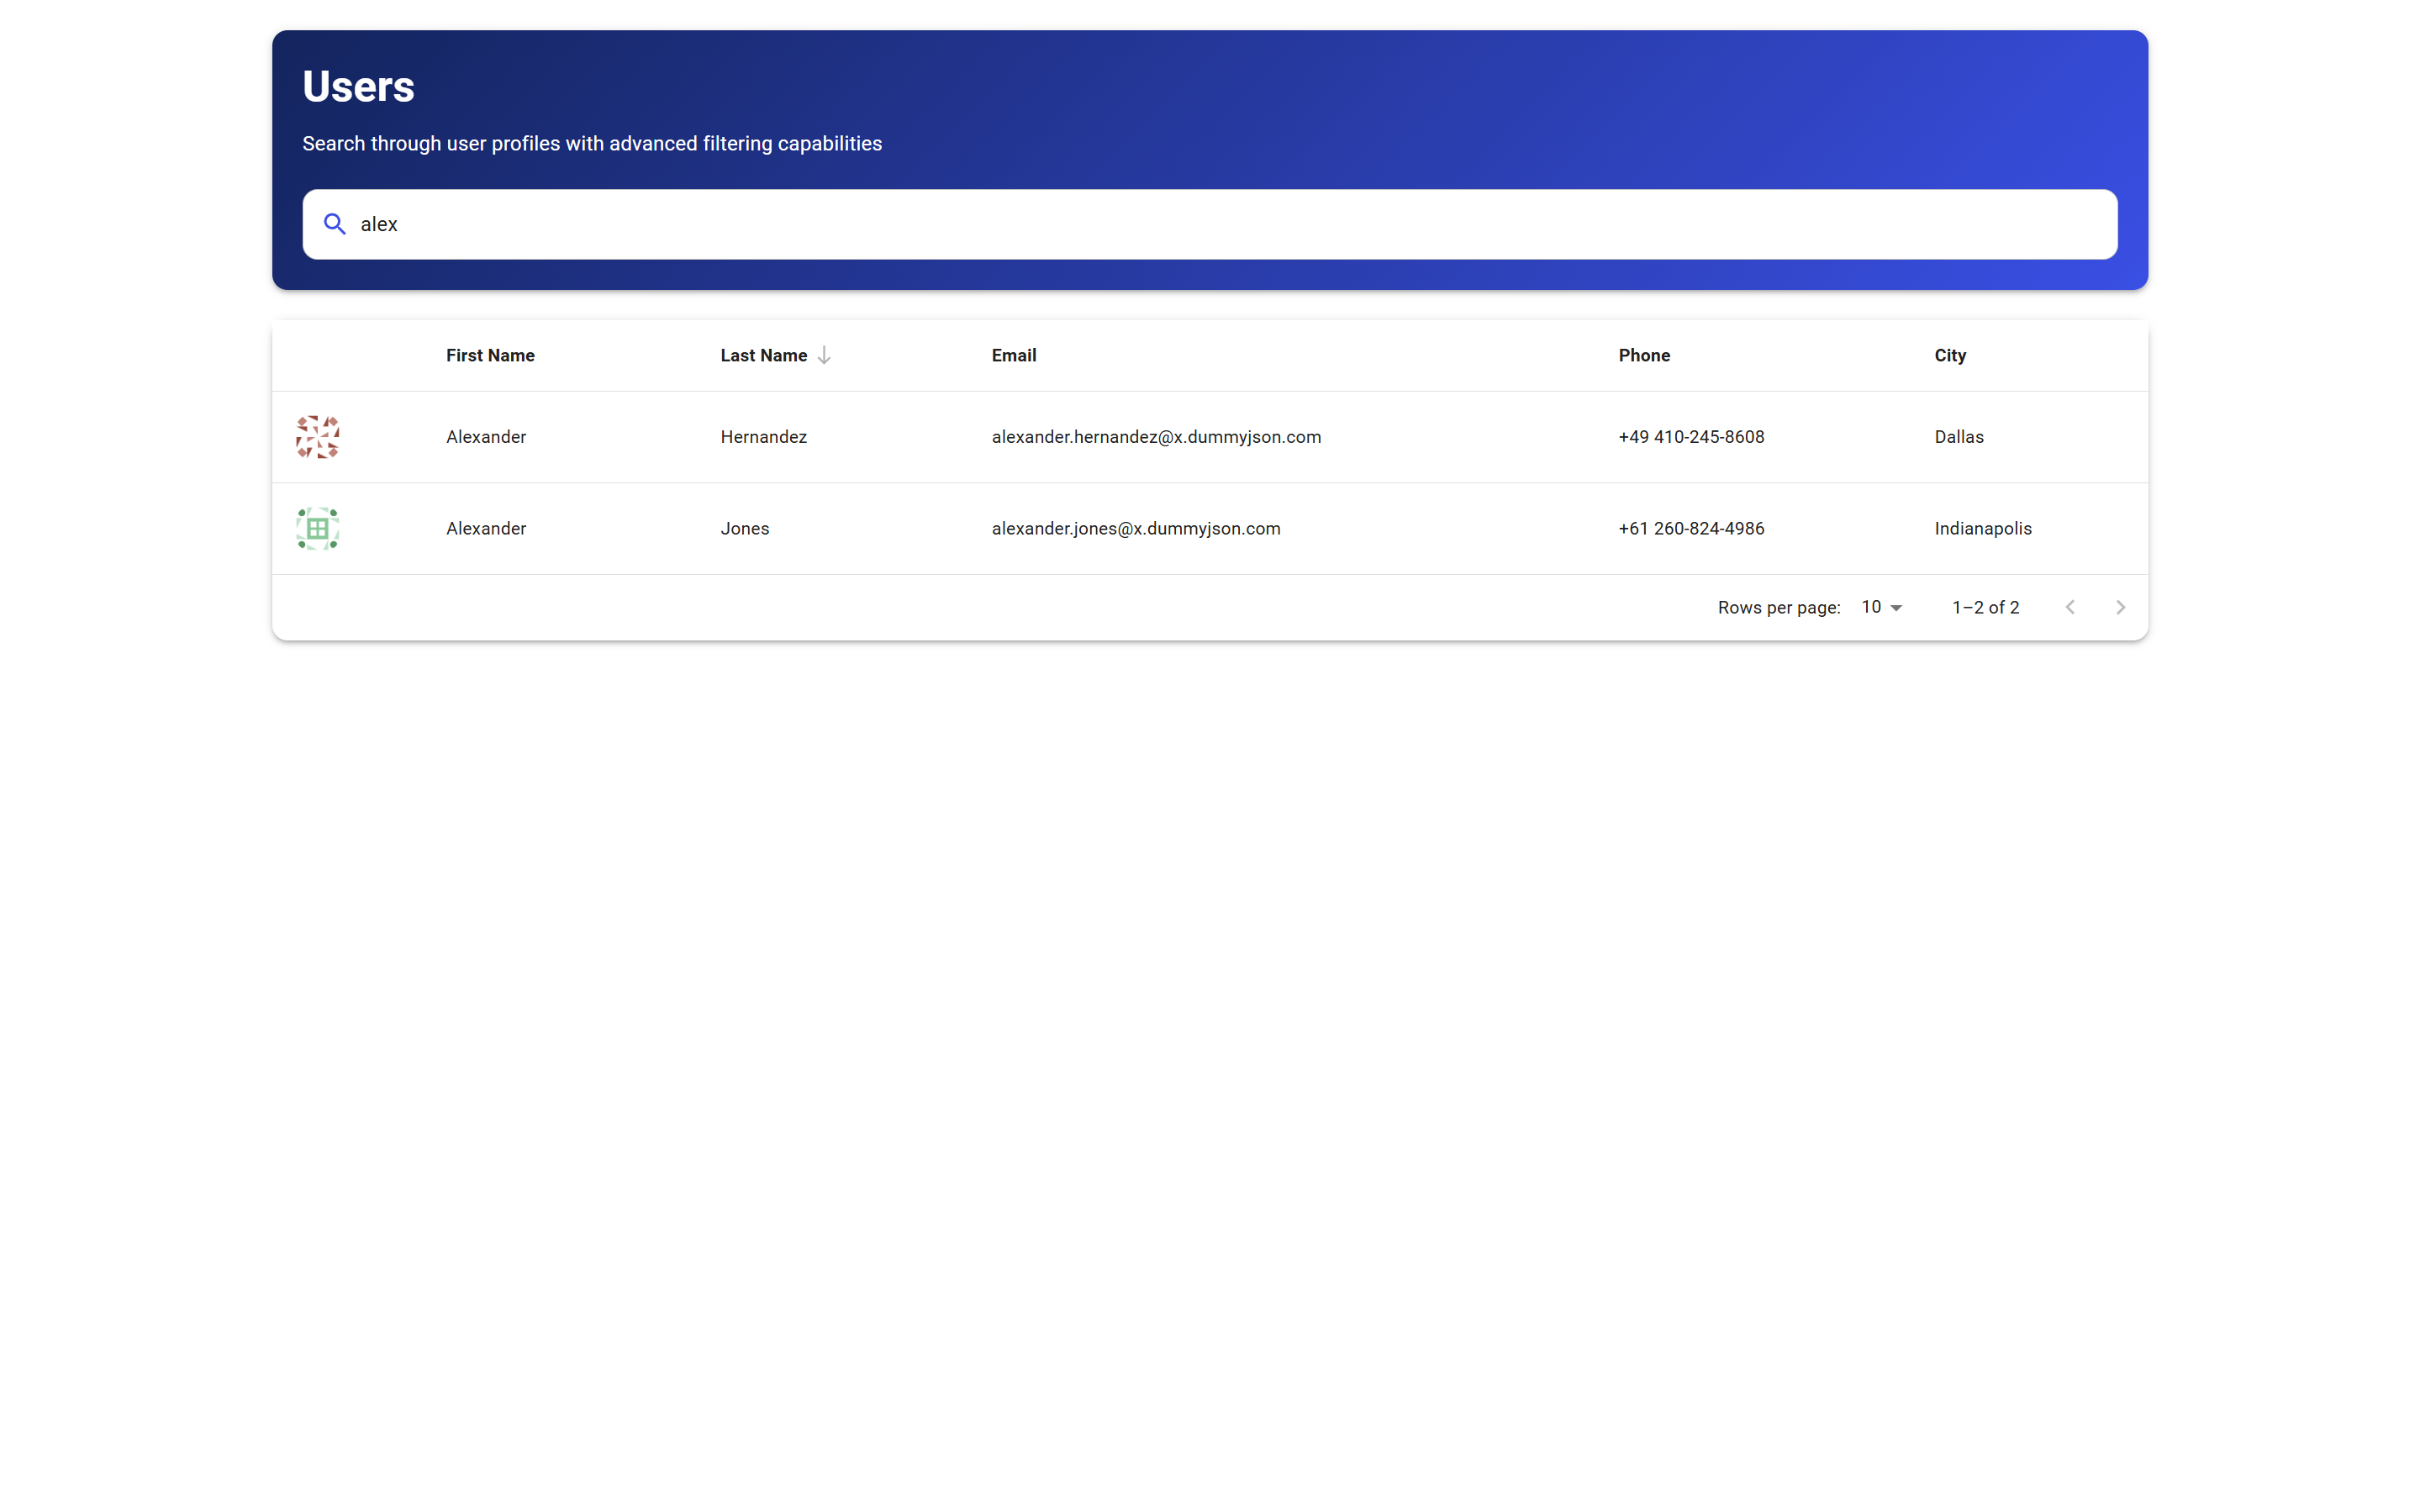 Users
Search through user profiles with advanced filtering capabilities
alex
First Name Last Name Email Phone City
Alexander Hernandez alexander.hernandez@x.dummyjson.com +49 410-245-8608 Dallas
Alexander Jones alexander.jones@x.dummyjson.com +61 260-824-4986 Indianapolis
Rows per page: 10 1–2 of 2